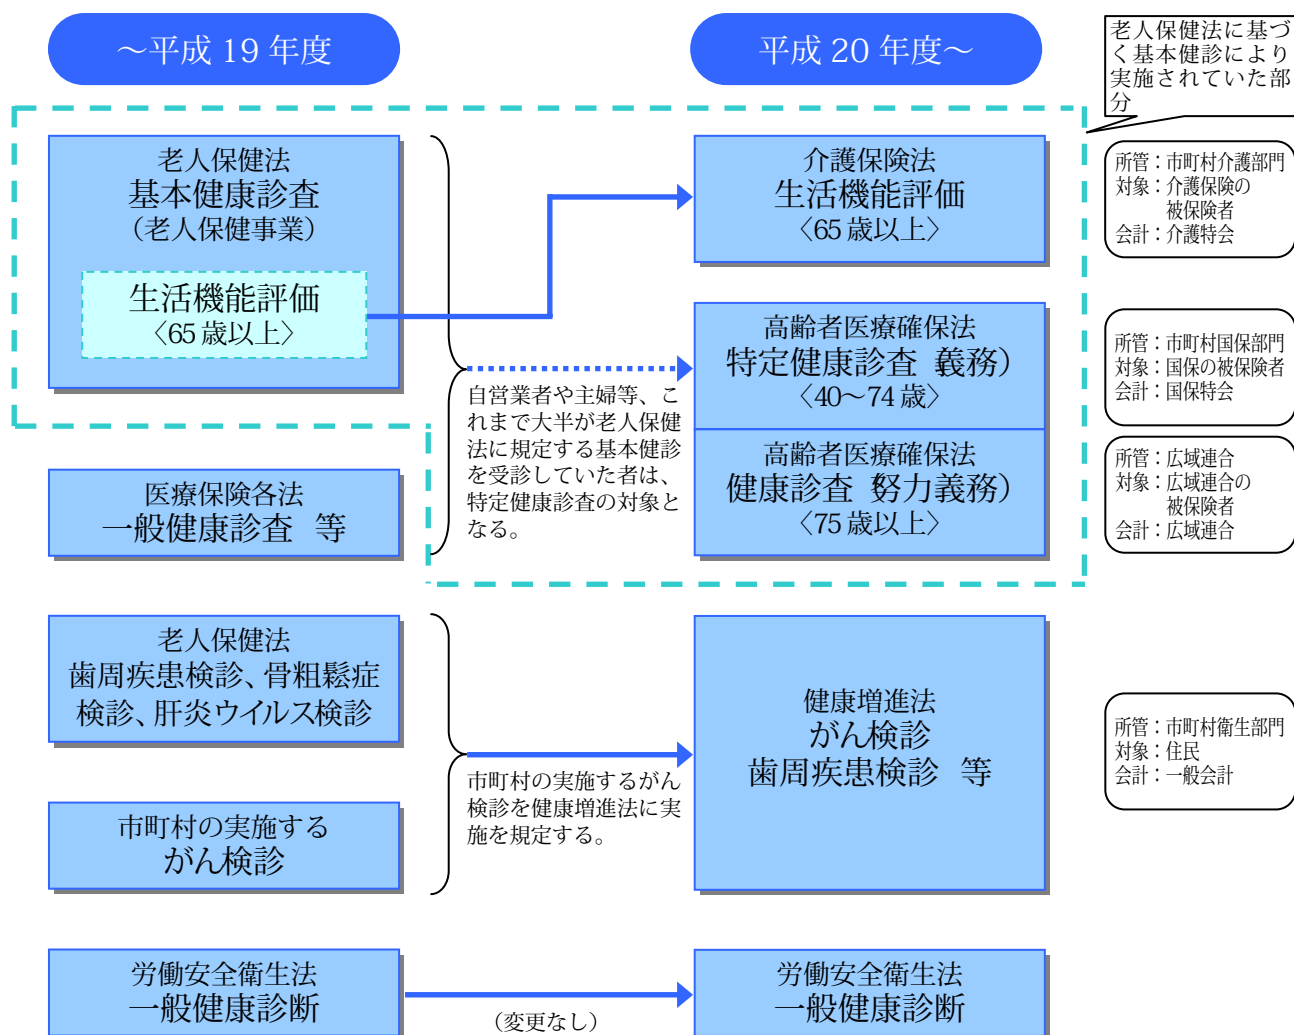 ～平成 19 年度
平成 20 年度～
老人保健法に基づ
く基本健診により
実施されていた部
分
老人保健法
基本健康診査
（老人保健事業）
生活機能評価
〈65 歳以上〉
介護保険法
生活機能評価
〈65 歳以上〉
所管：市町村介護部門
対象：介護保険の
被保険者
会計：介護特会
高齢者医療確保法
特定健康診査（義務）
〈40～74 歳〉
所管：市町村国保部門
対象：国保の被保険者
会計：国保特会
自営業者や主婦等、こ
れまで大半が老人保健
法に規定する基本健診
を受診していた者は、
特定健康診査の対象と
なる。
高齢者医療確保法
健康診査（努力義務）
〈75 歳以上〉
所管：広域連合
対象：広域連合の
被保険者
会計：広域連合
医療保険各法
一般健康診査 等
老人保健法
歯周疾患検診、骨粗鬆症
検診、肝炎ウイルス検診
市町村の実施する
がん検診
市町村の実施するがん
検診を健康増進法に実
施を規定する。
健康増進法
がん検診
歯周疾患検診 等
所管：市町村衛生部門
対象：住民
会計：一般会計
労働安全衛生法
一般健康診断
（変更なし）
労働安全衛生法
一般健康診断